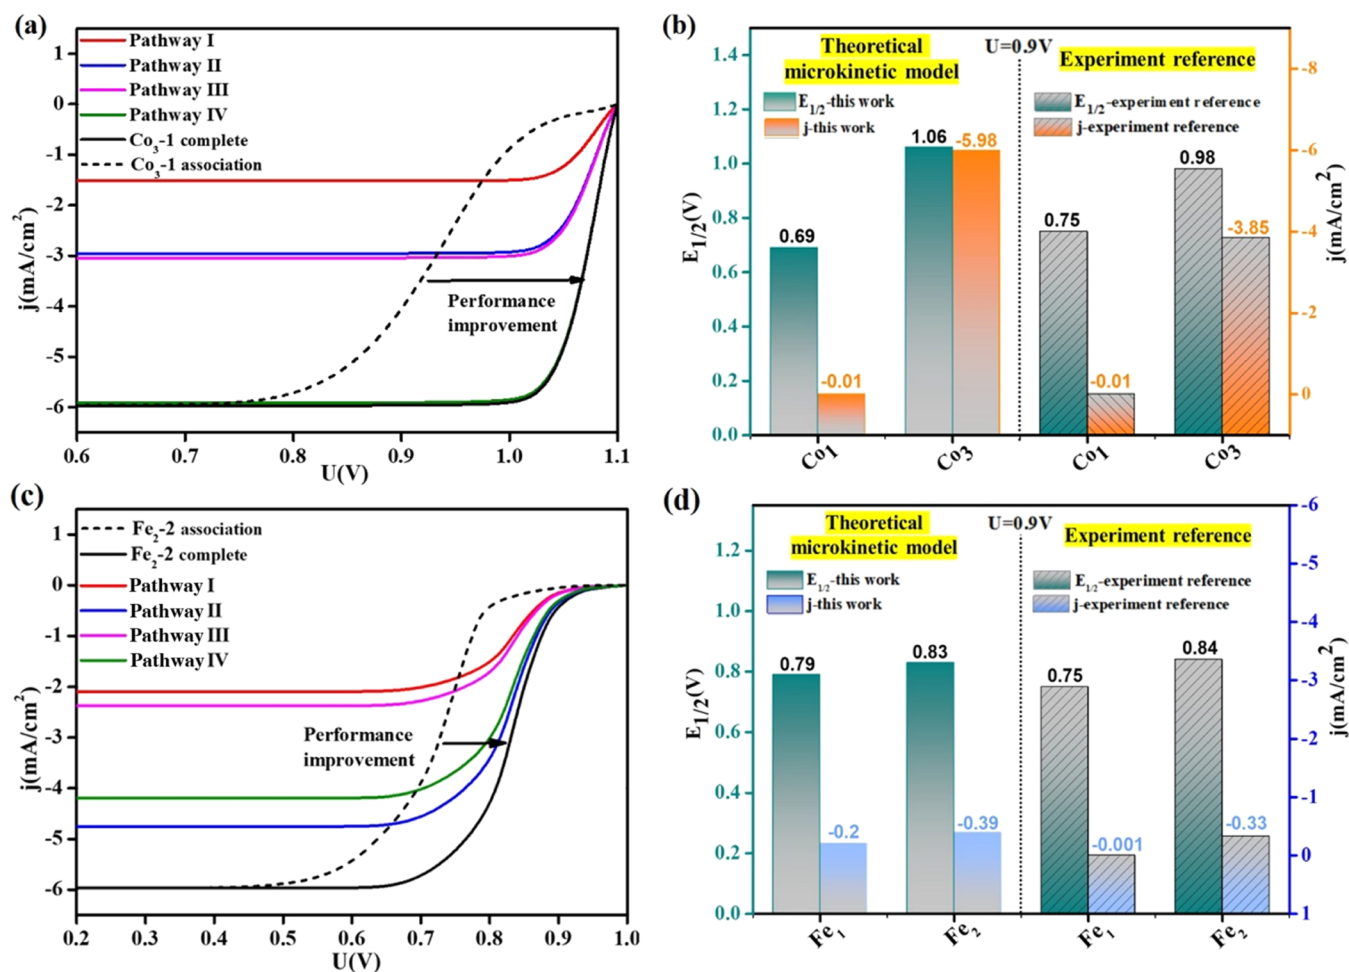 (a)
Pathway I
Pathway II
Pathway III
Pathway IV
Co₃-1 complete
Co₃-1 association
Performance
improvement
1
0
-1
-2
-3
-4
-5
-6
j(mA/cm²)
0.6
0.7
0.8
0.9
1.0
1.1
U(V)
(b)
Theoretical
microkinetic model
U=0.9V
Experiment reference
E₁/₂-this work
j-this work
E₁/₂-experiment reference
j-experiment reference
1.4
1.2
1.0
0.8
0.6
0.4
0.2
0.0
E₁/₂(V)
0.69
-0.01
1.06
-5.98
0.75
-0.01
0.98
-3.85
-8
-6
-4
-2
0
j(mA/cm²)
Co1
Co3
Co1
Co3
(c)
Fe₂-2 association
Fe₂-2 complete
Pathway I
Pathway II
Pathway III
Pathway IV
Performance
improvement
1
0
-1
-2
-3
-4
-5
-6
j(mA/cm²)
0.2
0.3
0.4
0.5
0.6
0.7
0.8
0.9
1.0
U(V)
(d)
Theoretical
microkinetic model
U=0.9V
Experiment reference
E₁/₂-this work
j-this work
E₁/₂-experiment reference
j-experiment reference
1.2
1.0
0.8
0.6
0.4
0.2
0.0
E₁/₂(V)
0.79
-0.2
0.83
-0.39
0.75
-0.001
0.84
-0.33
-6
-5
-4
-3
-2
-1
0
1
j(mA/cm²)
Fe₁
Fe₂
Fe₁
Fe₂